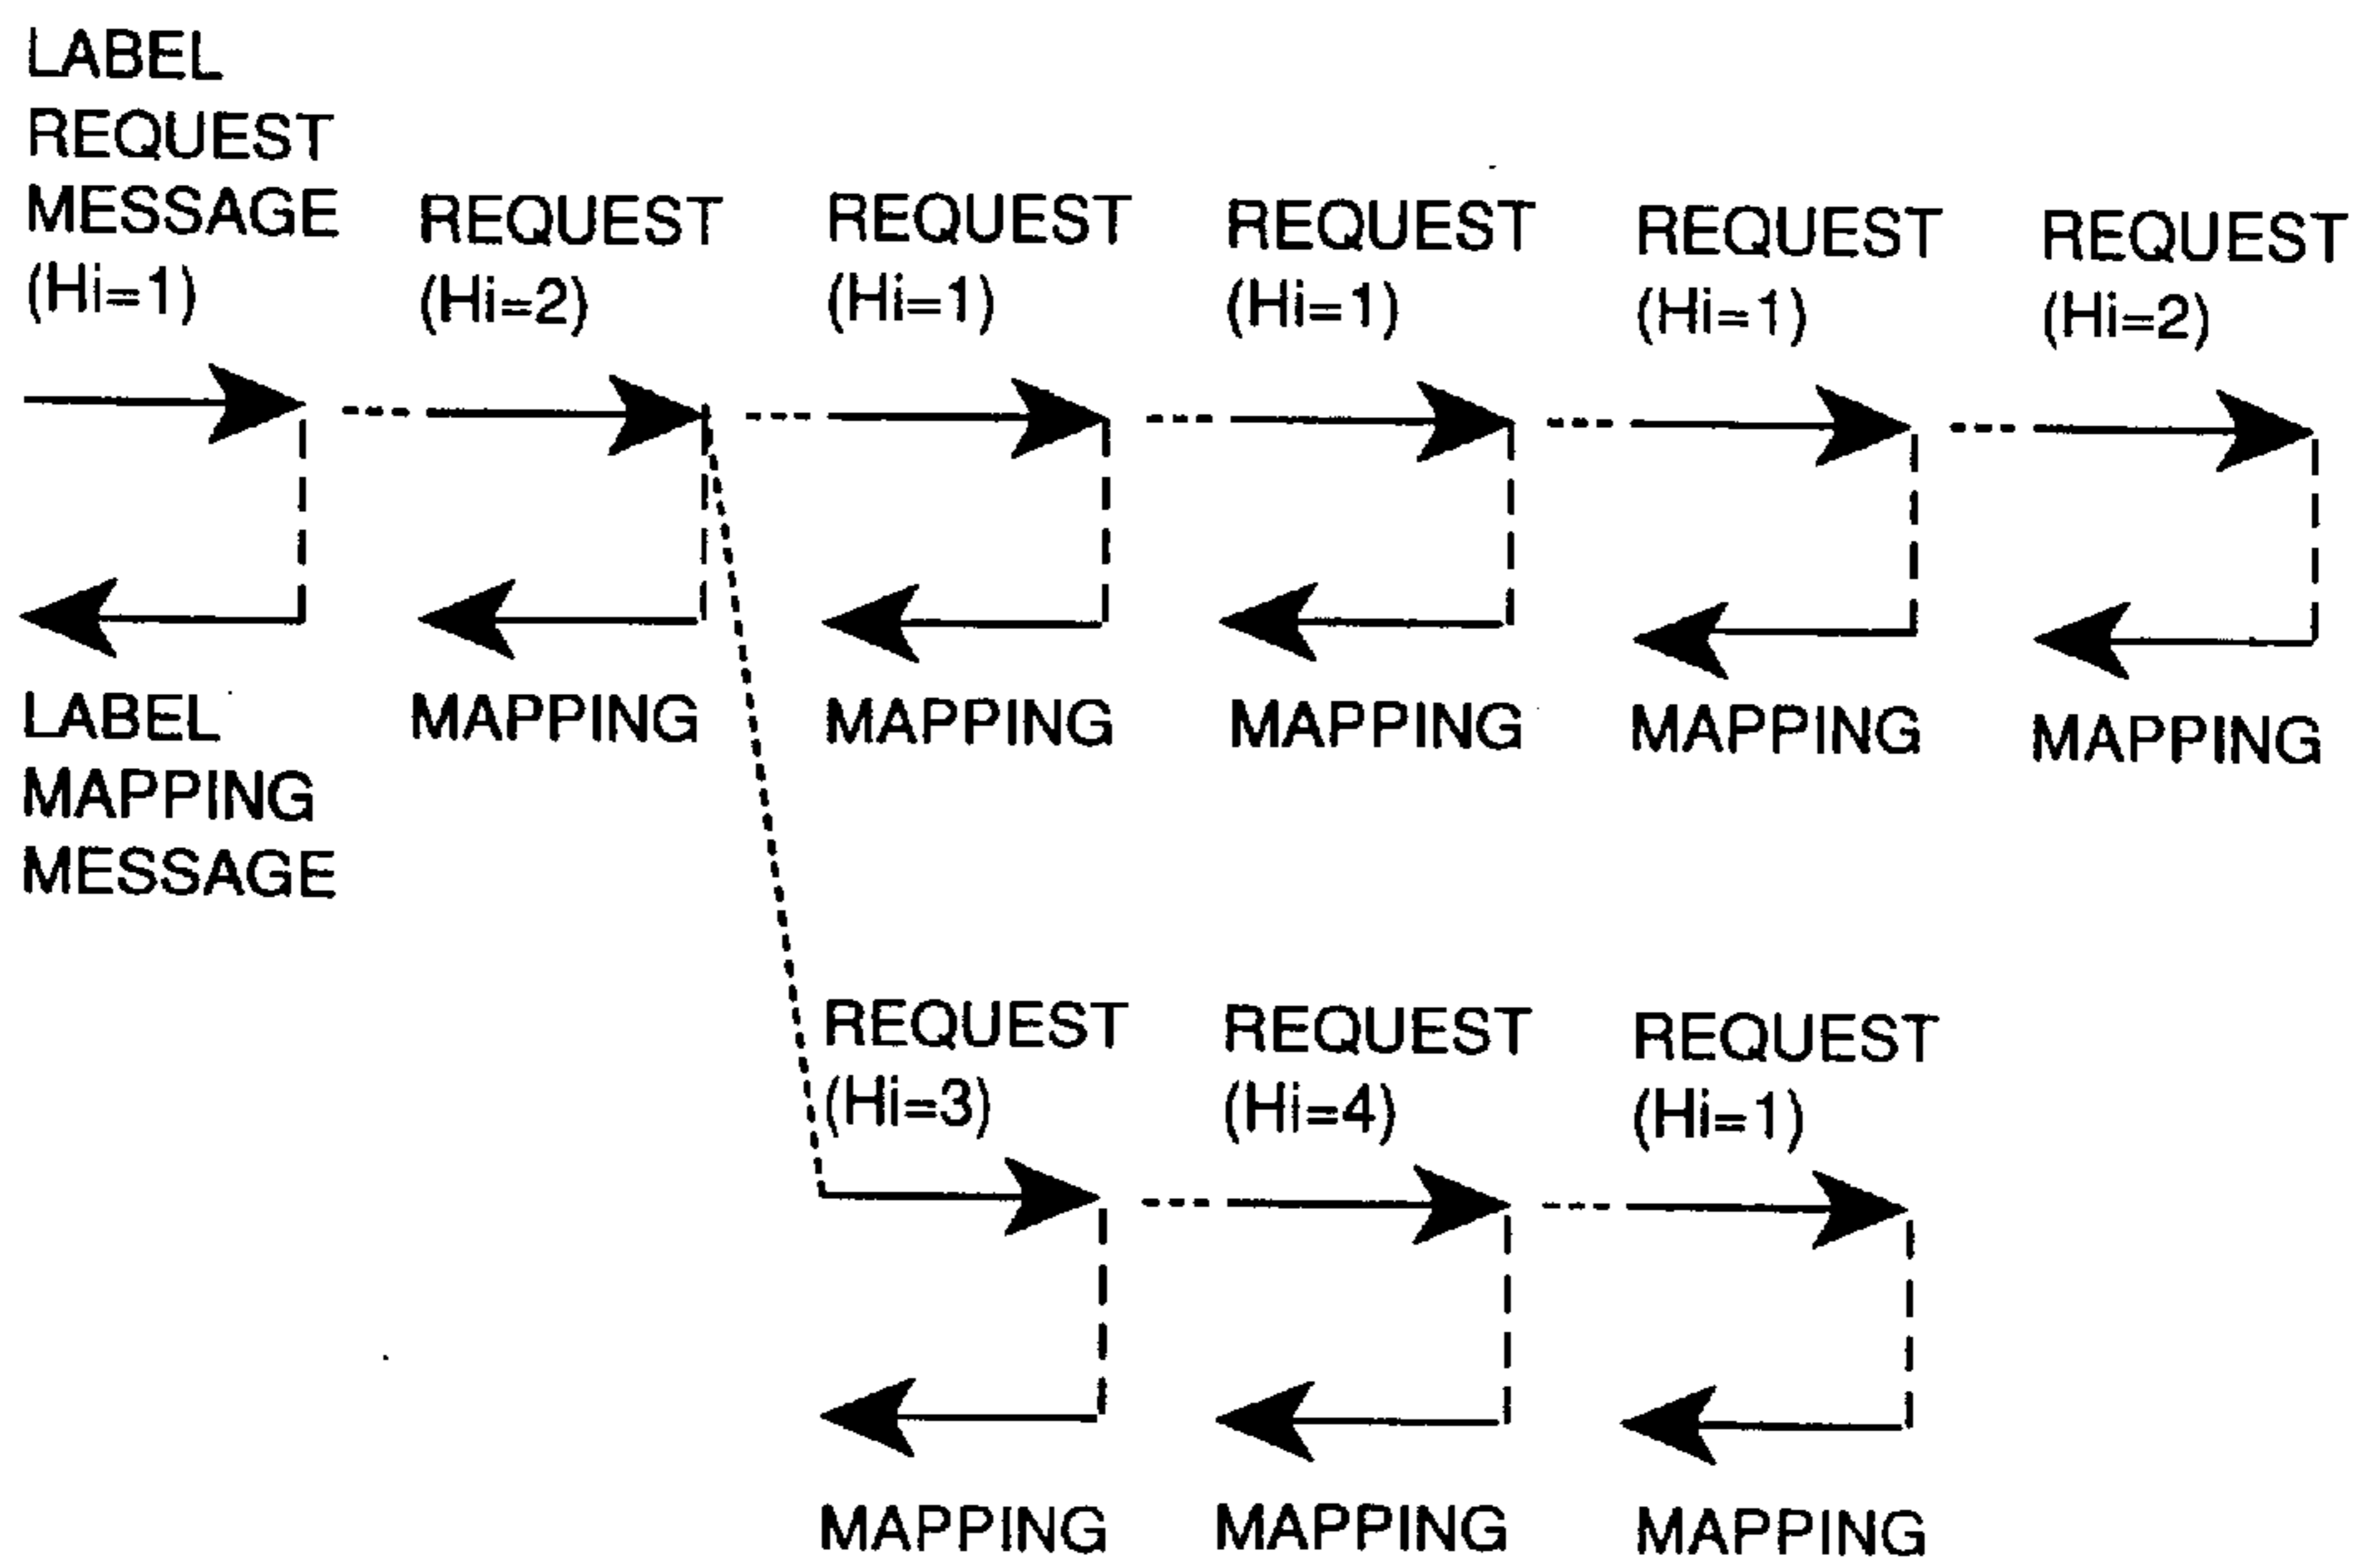 LABEL
REQUEST
MESSAGE
(Hi=1)
REQUEST
(Hi=2)
REQUEST
(Hi=1)
REQUEST
(Hi=1)
REQUEST
(Hi=1)
REQUEST
(Hi=2)
LABEL
MAPPING
MESSAGE
MAPPING
MAPPING
MAPPING
MAPPING
MAPPING
REQUEST
(Hi=3)
REQUEST
(Hi=4)
REQUEST
(Hi=1)
MAPPING
MAPPING
MAPPING